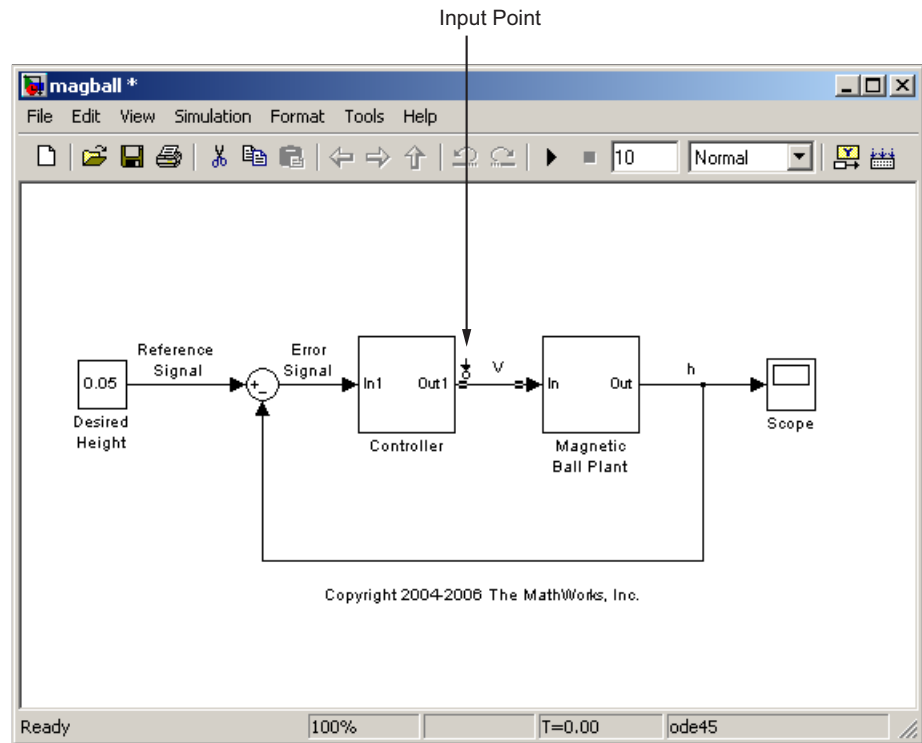 Input Point
magball *
File Edit View Simulation Format Tools Help
10 Normal
Reference
Signal
Error
Signal
0.05
+
−
In1 Out1
V
In Out
h
Desired
Height
Controller
Magnetic
Ball Plant
Scope
Copyright 2004-2006 The MathWorks, Inc.
Ready 100% T=0.00 ode45